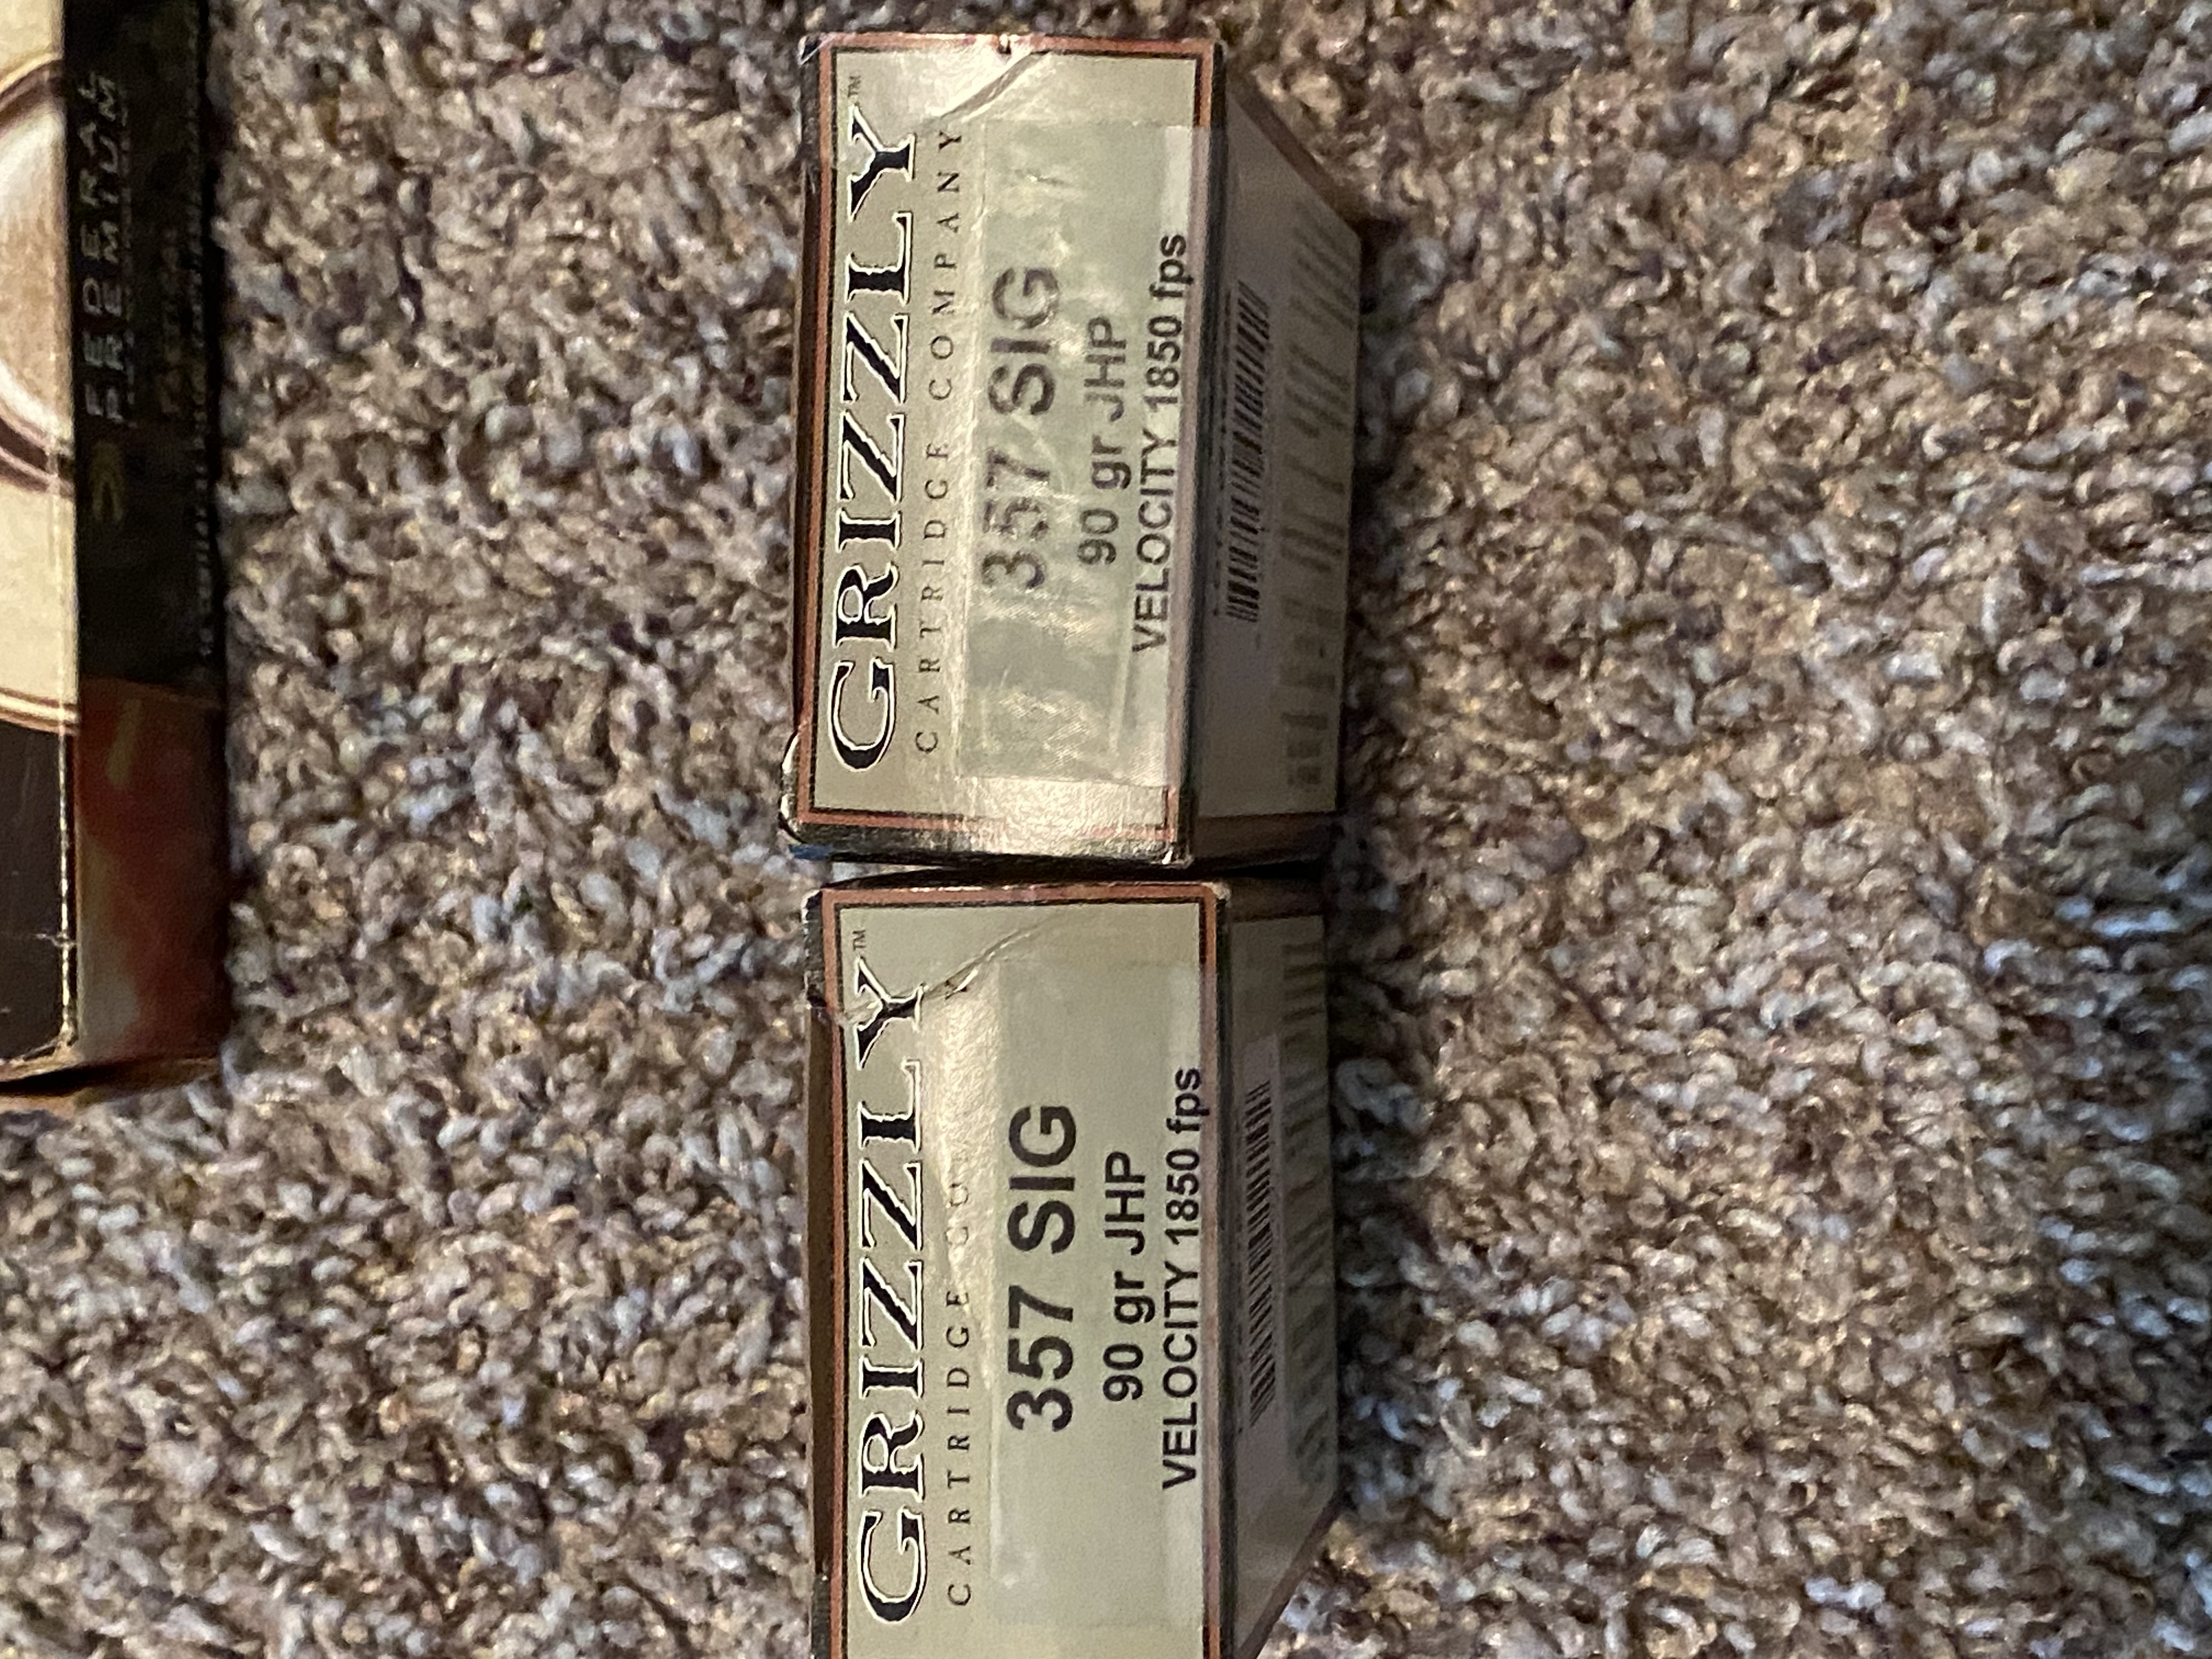 FEDERAL
PREMIUM
GRIZZLY™
CARTRIDGE COMPANY
357 SIG
90 gr JHP
VELOCITY 1850 fps
GRIZZLY™
CARTRIDGE
357 SIG
90 gr JHP
VELOCITY 1850 fps